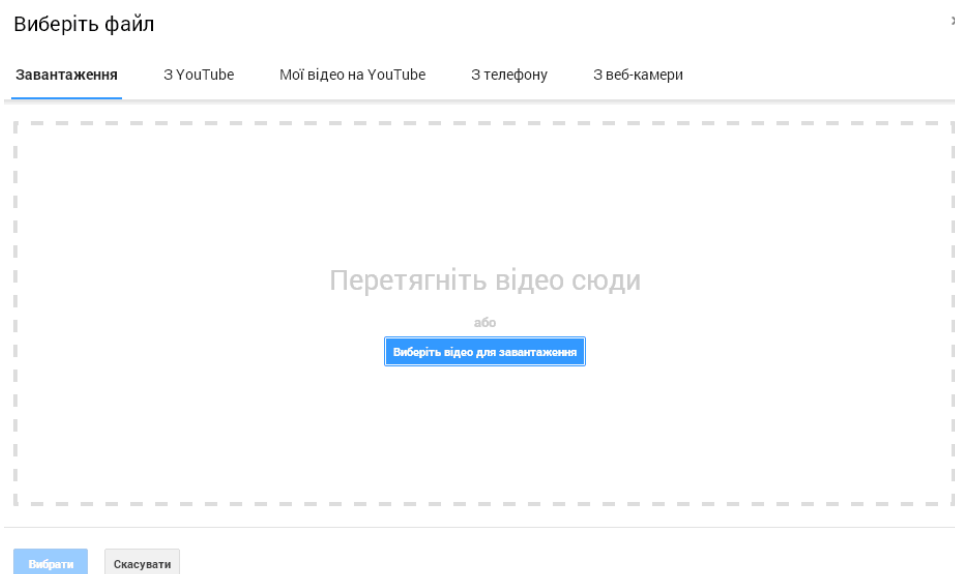 Виберіть файл
Завантаження З YouTube Мої відео на YouTube З телефону З веб-камери
Перетягніть відео сюди
або
Виберіть відео для завантаження
Вибрати Скасувати